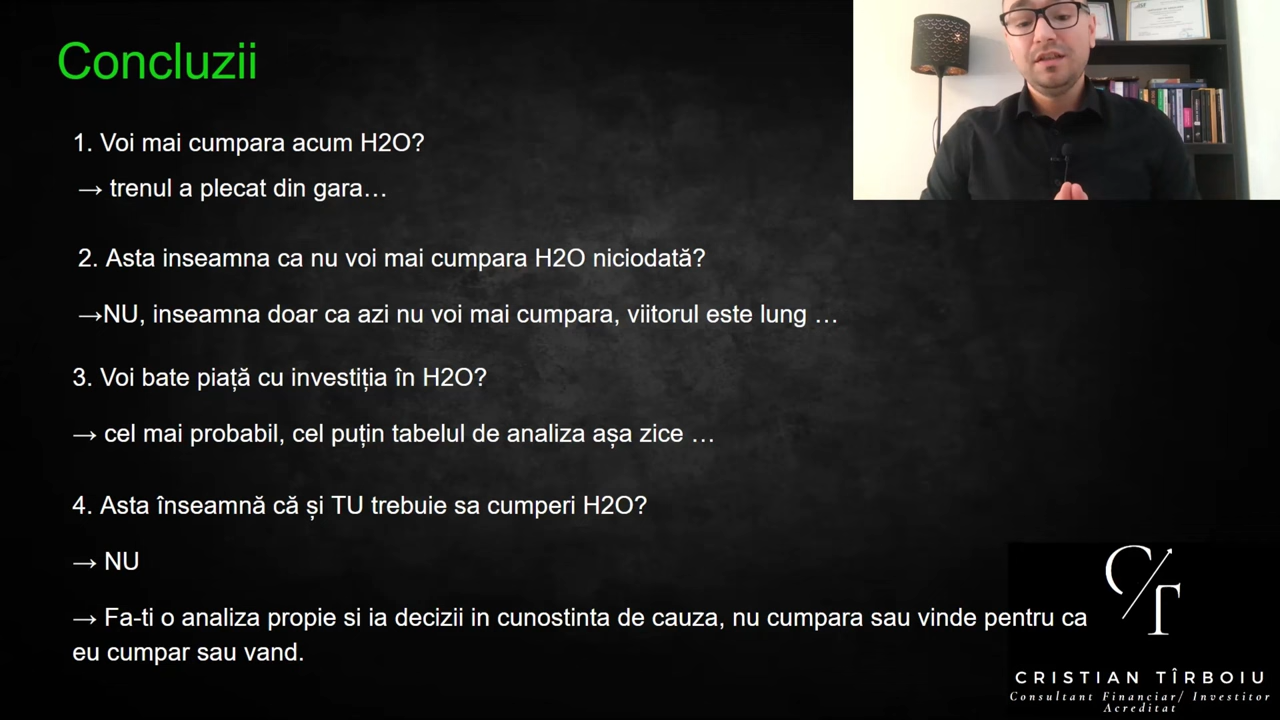 Concluzii
1. Voi mai cumpara acum H2O?
→ trenul a plecat din gara…
2. Asta inseamna ca nu voi mai cumpara H2O niciodată?
→NU, inseamna doar ca azi nu voi mai cumpara, viitorul este lung …
3. Voi bate piață cu investiția în H2O?
→ cel mai probabil, cel puțin tabelul de analiza așa zice …
4. Asta înseamnă că și TU trebuie sa cumperi H2O?
→ NU
→ Fa-ti o analiza propie si ia decizii in cunostinta de cauza, nu cumpara sau vinde pentru ca
eu cumpar sau vand.
CT
CRISTIAN TÎRBOIU
Consultant Financiar/ Investitor
Acreditat